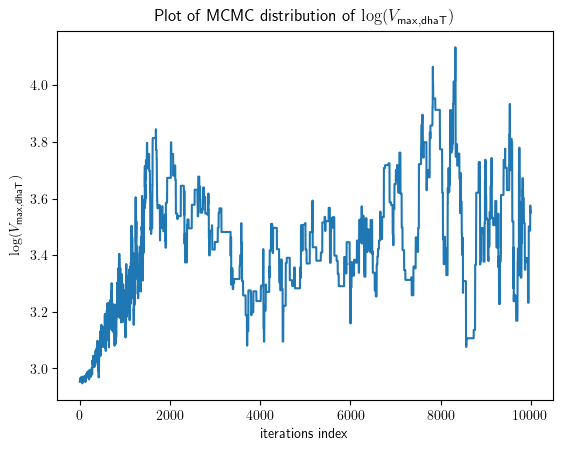 Plot of MCMC distribution of log(V_max,dhaT)
log(V_max,dhaT)
4.0
3.8
3.6
3.4
3.2
3.0
0 2000 4000 6000 8000 10000
iterations index